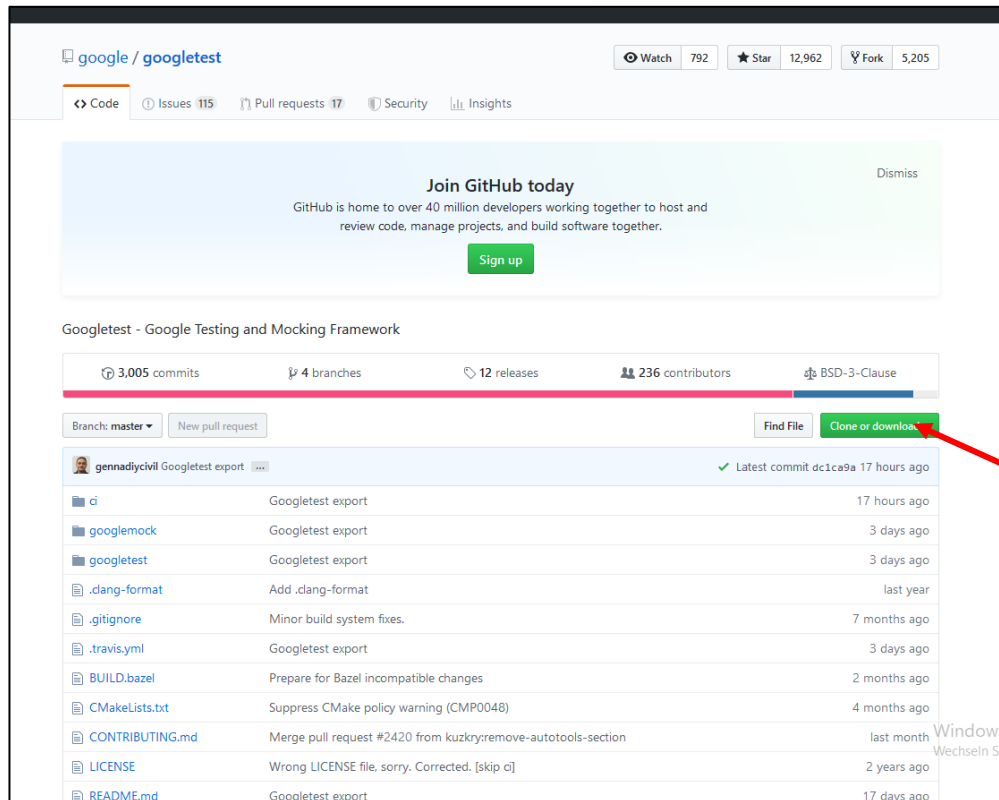 google / googletest
Watch 792 Star 12,962 Fork 5,205
Code Issues 115 Pull requests 17 Security Insights
Dismiss
Join GitHub today
GitHub is home to over 40 million developers working together to host and
review code, manage projects, and build software together.
Sign up
Googletest - Google Testing and Mocking Framework
3,005 commits 4 branches 12 releases 236 contributors BSD-3-Clause
Branch: master New pull request Find File Clone or download
gennadiycivil Googletest export ... Latest commit dc1ca9a 17 hours ago
ci Googletest export 17 hours ago
googlemock Googletest export 3 days ago
googletest Googletest export 3 days ago
.clang-format Add .clang-format last year
.gitignore Minor build system fixes. 7 months ago
.travis.yml Googletest export 3 days ago
BUILD.bazel Prepare for Bazel incompatible changes 2 months ago
CMakeLists.txt Suppress CMake policy warning (CMP0048) 4 months ago
CONTRIBUTING.md Merge pull request #2420 from kuzkry:remove-autotools-section last month
Window
Wechseln S
LICENSE Wrong LICENSE file, sorry. Corrected. [skip ci] 2 years ago
README.md Googletest export 17 days ago